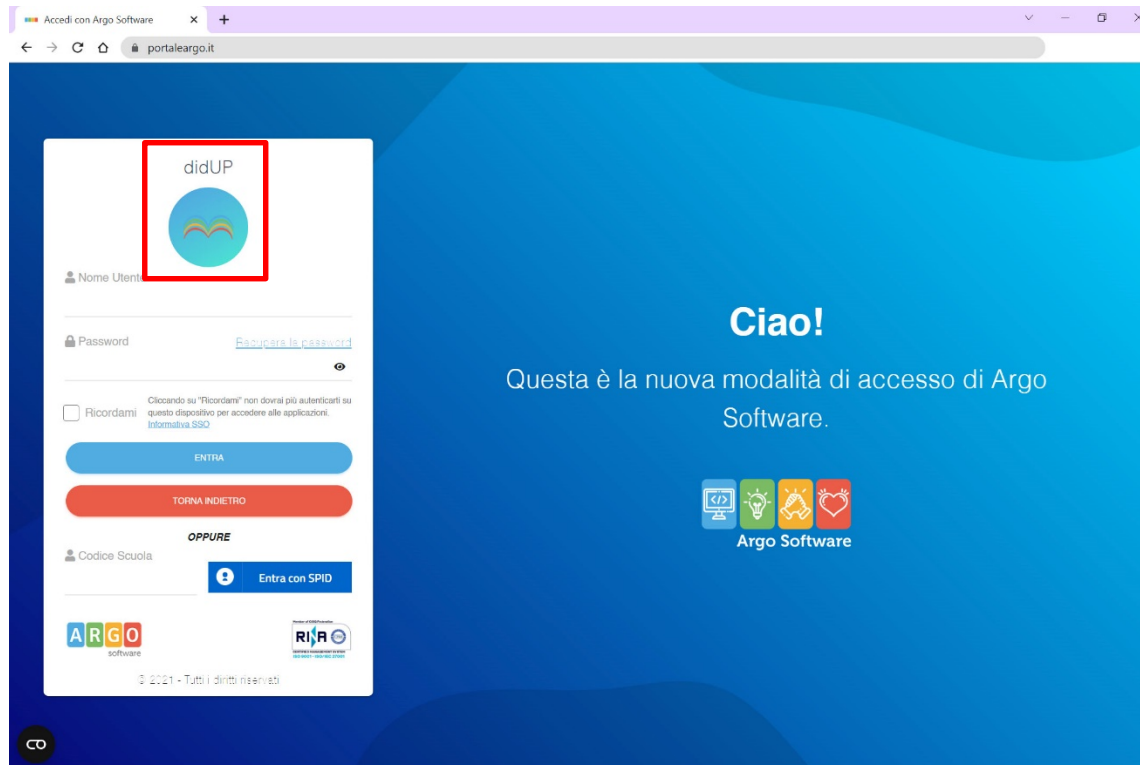 Accedi con Argo Software
portaleargo.it
didUP
Nome Utente
Password
Recupera la password
Ricordami
Cliccando su "Ricordami" non dovrai più autenticarti su
questo dispositivo per accedere alle applicazioni.
Informativa SSO
ENTRA
TORNA INDIETRO
OPPURE
Codice Scuola
Entra con SPID
ARGO
software
RINA
© 2021 - Tutti i diritti riservati
Ciao!
Questa è la nuova modalità di accesso di Argo
Software.
Argo Software